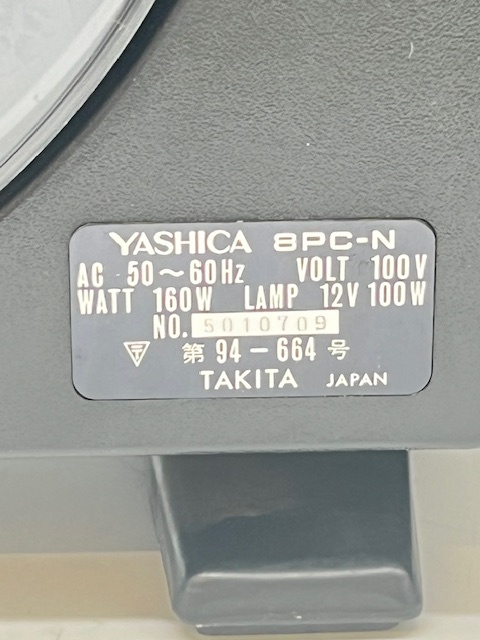 YASHICA 8PC-N
AC 50~60Hz VOLT 100V
WATT 160W LAMP 12V 100W
NO. 5010709
〒 第 94-664 号
TAKITA JAPAN